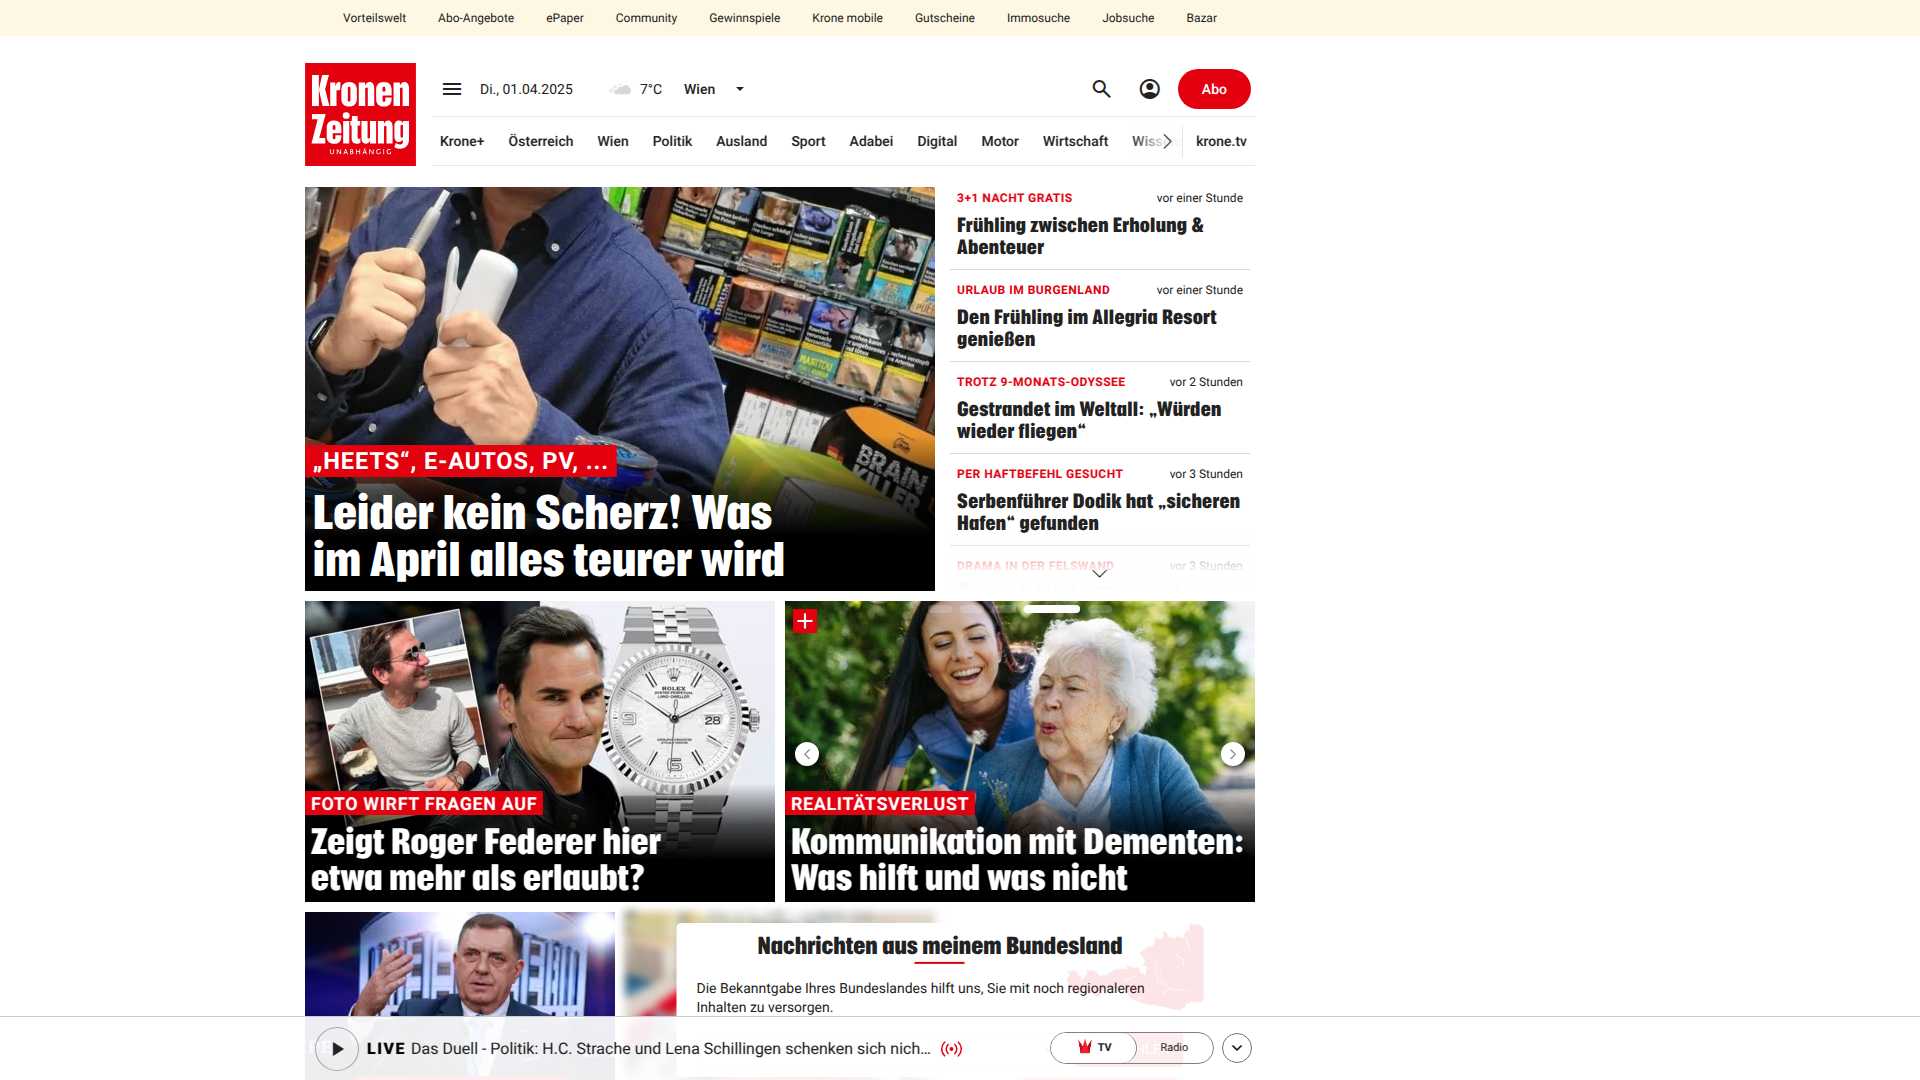 Vorteilswelt Abo-Angebote ePaper Community Gewinnspiele Krone mobile Gutscheine Immosuche Jobsuche Bazar
Kronen
Zeitung
UNABHÄNGIG
Di., 01.04.2025 7°C Wien
Abo
Krone+ Österreich Wien Politik Ausland Sport Adabei Digital Motor Wirtschaft krone.tv
BRAIN
KILLER
„HEETS“, E-AUTOS, PV, ...
Leider kein Scherz! Was
im April alles teurer wird
3+1 NACHT GRATIS vor einer Stunde
Frühling zwischen Erholung &
Abenteuer
URLAUB IM BURGENLAND vor einer Stunde
Den Frühling im Allegria Resort
genießen
TROTZ 9-MONATS-ODYSSEE vor 2 Stunden
Gestrandet im Weltall: „Würden
wieder fliegen“
PER HAFTBEFEHL GESUCHT vor 3 Stunden
Serbenführer Dodik hat „sicheren
Hafen“ gefunden
DRAMA IN DER FELSWAND vor 3 Stunden
ROLEX
28
FOTO WIRFT FRAGEN AUF
Zeigt Roger Federer hier
etwa mehr als erlaubt?
REALITÄTSVERLUST
Kommunikation mit Dementen:
Was hilft und was nicht
Nachrichten aus meinem Bundesland
Die Bekanntgabe Ihres Bundeslandes hilft uns, Sie mit noch regionaleren
Inhalten zu versorgen.
LIVE Das Duell - Politik: H.C. Strache und Lena Schillingen schenken sich nich...
TV Radio